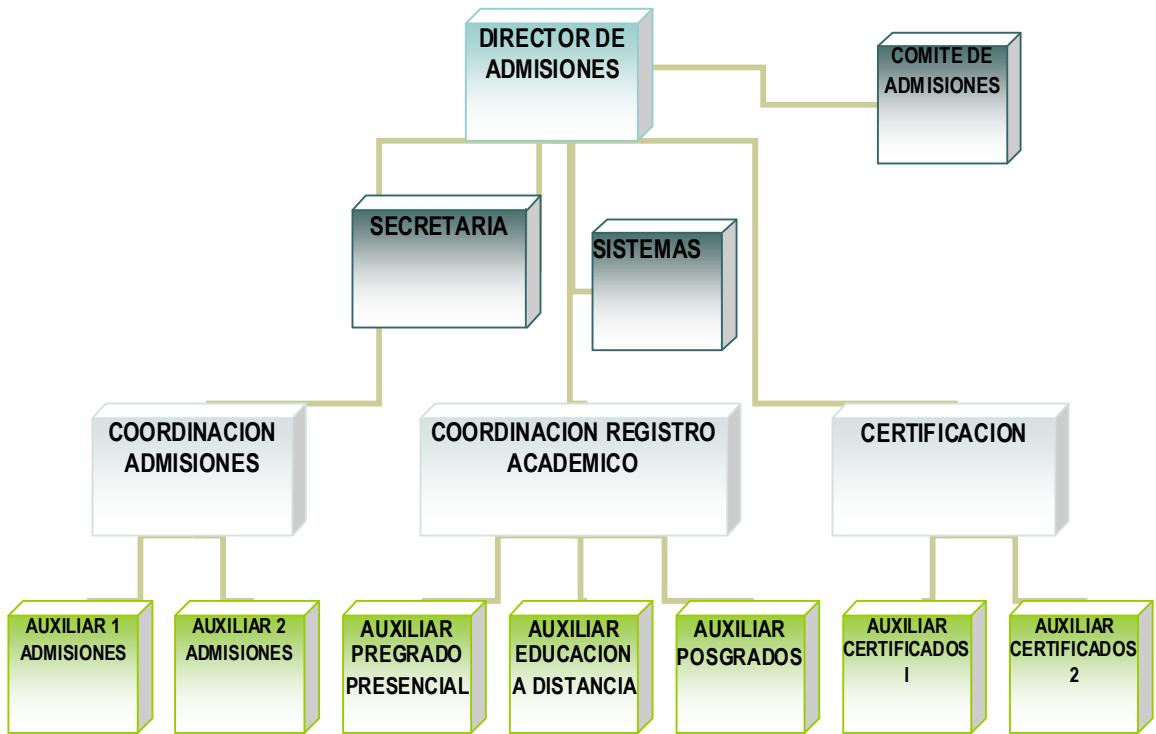 DIRECTOR DE
ADMISIONES
COMITE DE
ADMISIONES
SECRETARIA
SISTEMAS
COORDINACION
ADMISIONES
COORDINACION REGISTRO
ACADEMICO
CERTIFICACION
AUXILIAR 1
ADMISIONES
AUXILIAR 2
ADMISIONES
AUXILIAR
PREGRADO
PRESENCIAL
AUXILIAR
EDUCACION
A DISTANCIA
AUXILIAR
POSGRADOS
AUXILIAR
CERTIFICADOS
I
AUXILIAR
CERTIFICADOS
2